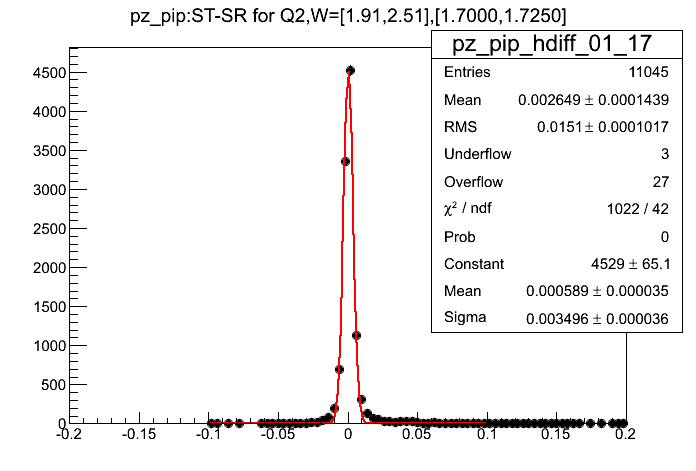 pz_pip:ST-SR for Q2,W=[1.91,2.51],[1.7000,1.7250]
pz_pip_hdiff_01_17
Entries 11045
Mean 0.002649 ± 0.0001439
RMS 0.0151 ± 0.0001017
Underflow 3
Overflow 27
χ² / ndf 1022 / 42
Prob 0
Constant 4529 ± 65.1
Mean 0.000589 ± 0.000035
Sigma 0.003496 ± 0.000036
4500
4000
3500
3000
2500
2000
1500
1000
500
0
-0.2 -0.15 -0.1 -0.05 0 0.05 0.1 0.15 0.2